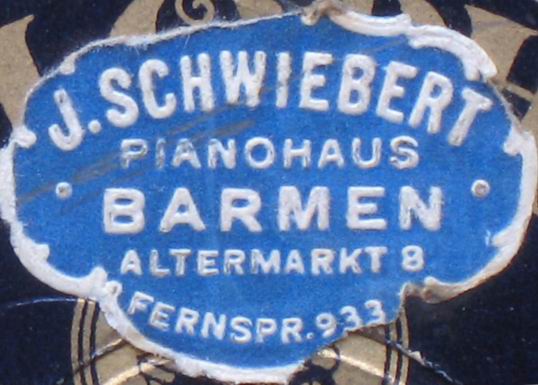 J. SCHWIEBERT
PIANOHAUS
BARMEN
ALTERMARKT 8
FERNSPR. 933